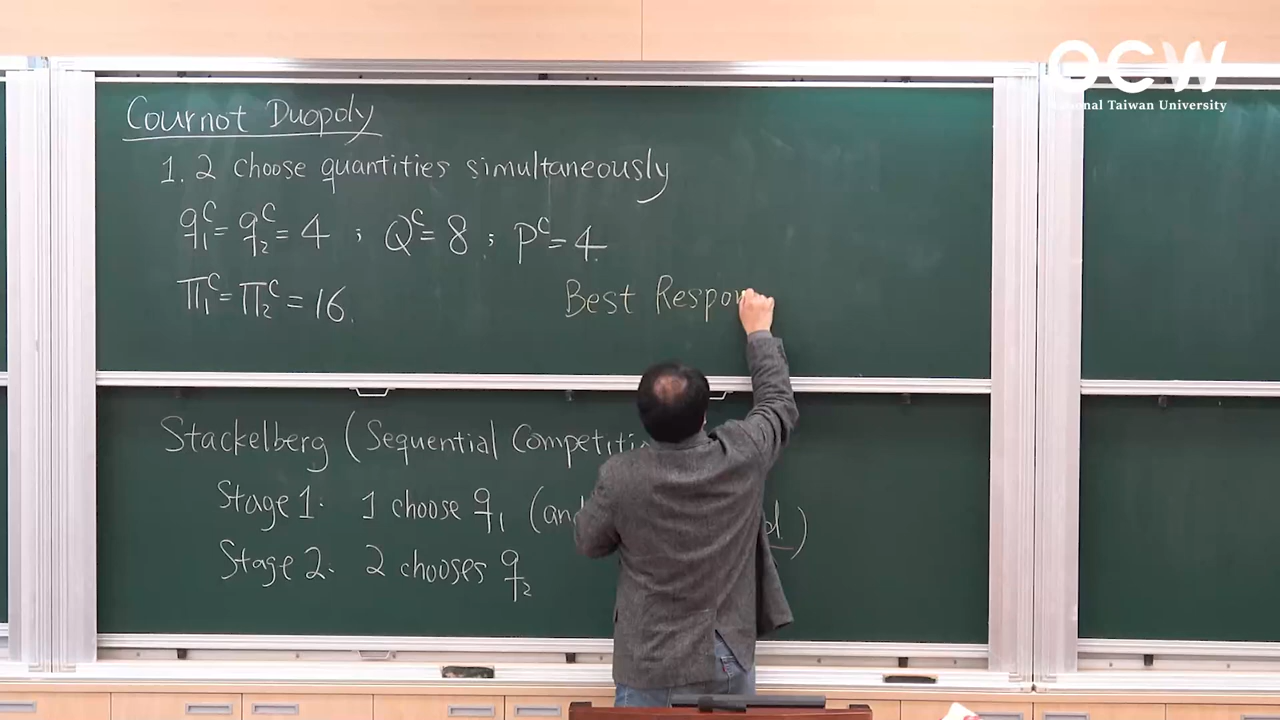 OCW
National Taiwan University
Cournot Duopoly
1. 2 choose quantities simultaneously
q₁ᶜ = q₂ᶜ = 4 ; Qᶜ = 8 ; Pᶜ = 4.
Π₁ᶜ = Π₂ᶜ = 16.
Best Respon
Stackelberg (Sequential Competiti
Stage 1: 1 choose q₁ (and d)
Stage 2: 2 chooses q₂